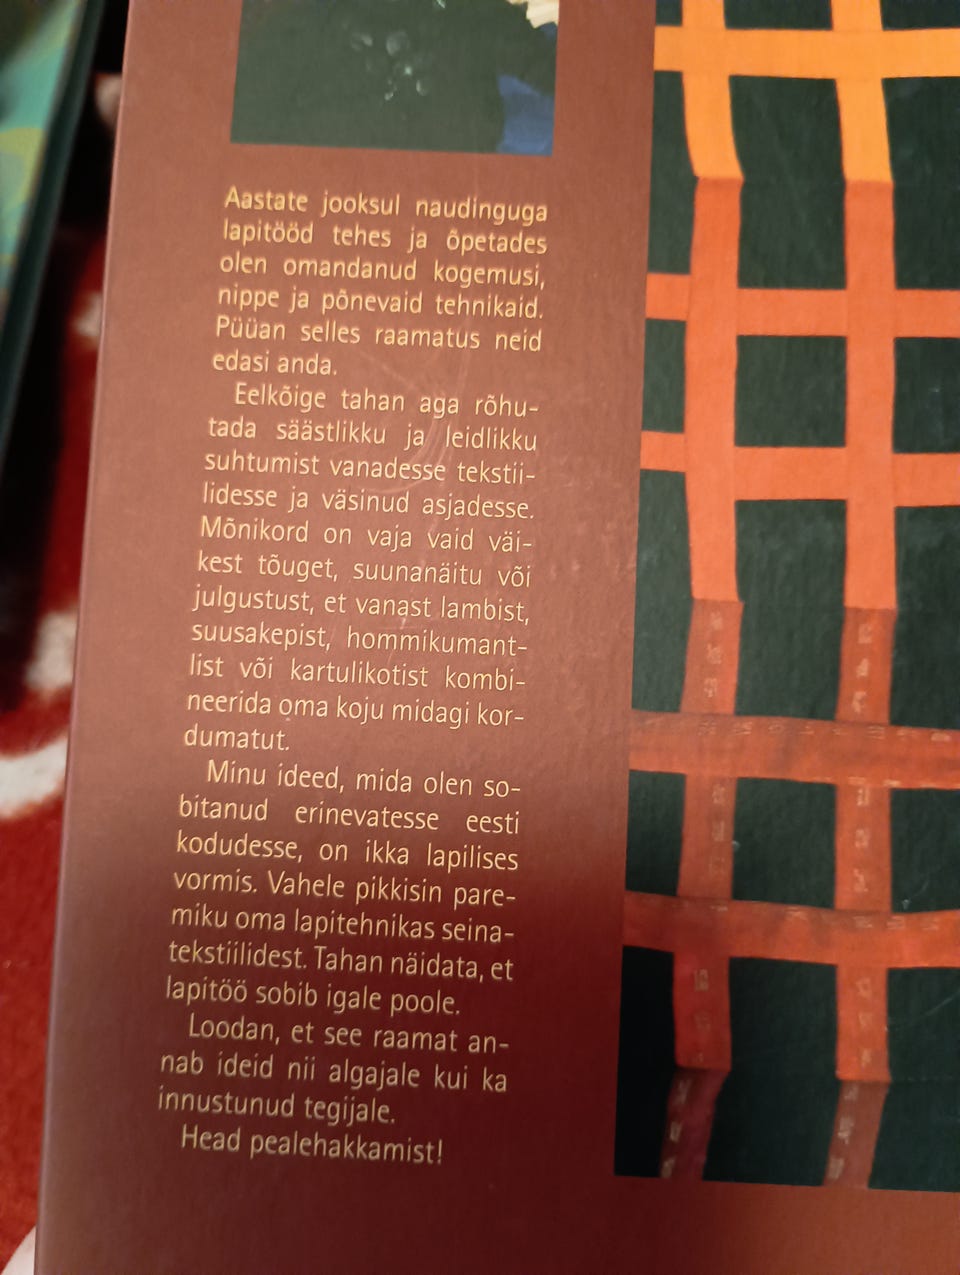 Aastate jooksul naudinguga
lapitööd tehes ja õpetades
olen omandanud kogemusi,
nippe ja põnevaid tehnikaid.
Püüan selles raamatus neid
edasi anda.
Eelkõige tahan aga rõhu-
tada säästlikku ja leidlikku
suhtumist vanadesse tekstii-
lidesse ja väsinud asjadesse.
Mõnikord on vaja vaid väi-
kest tõuget, suunanäitu või
julgustust, et vanast lambist,
suusakepist, hommikumant-
list või kartulikotist kombi-
neerida oma koju midagi kor-
dumatut.
Minu ideed, mida olen so-
bitanud erinevatesse eesti
kodudesse, on ikka lapilises
vormis. Vahele pikkisin pare-
miku oma lapitehnikas seina-
tekstiilidest. Tahan näidata, et
lapitöö sobib igale poole.
Loodan, et see raamat an-
nab ideid nii algajale kui ka
innustunud tegijale.
Head pealehakkamist!